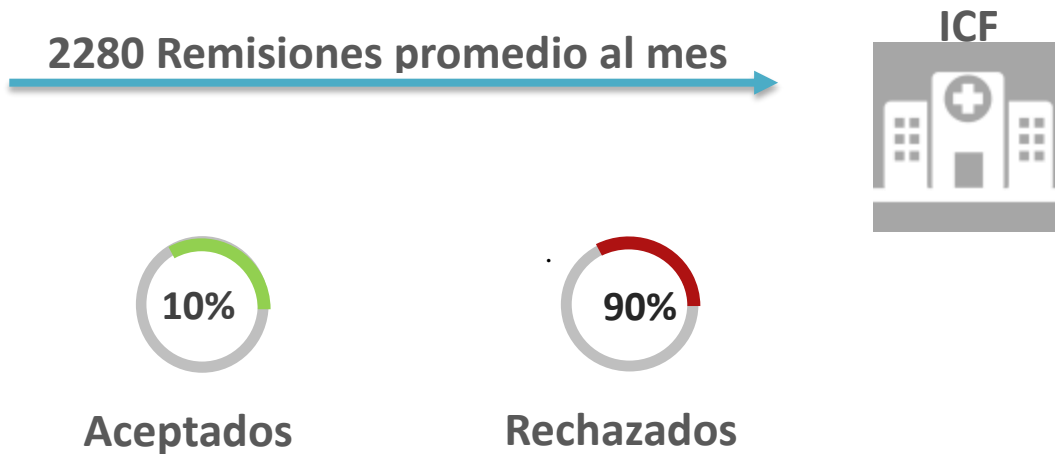 ICF
2280 Remisiones promedio al mes
10%
90%
Aceptados
Rechazados